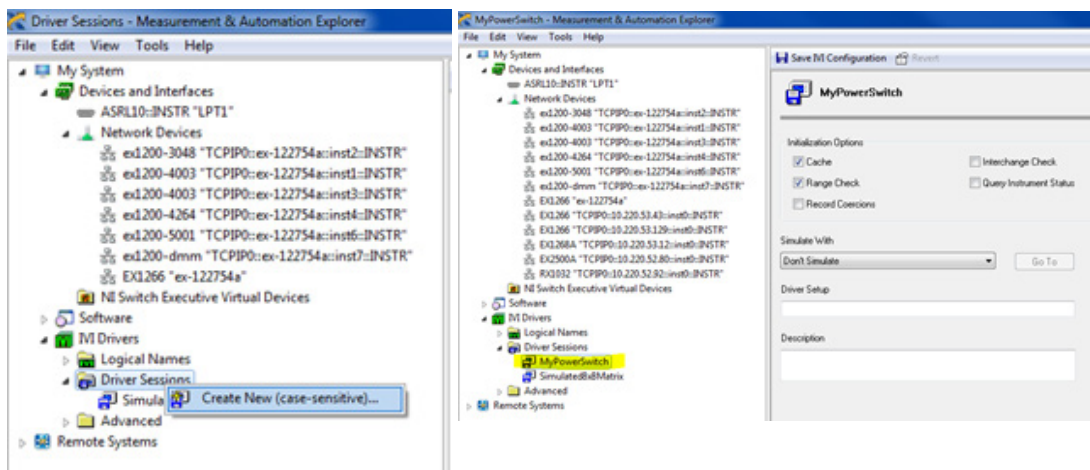 Driver Sessions - Measurement & Automation Explorer
File Edit View Tools Help
My System
Devices and Interfaces
ASRL10::INSTR "LPT1"
Network Devices
ex1200-3048 "TCPIP0::ex-122754a::inst2::INSTR"
ex1200-4003 "TCPIP0::ex-122754a::inst1::INSTR"
ex1200-4003 "TCPIP0::ex-122754a::inst3::INSTR"
ex1200-4264 "TCPIP0::ex-122754a::inst4::INSTR"
ex1200-5001 "TCPIP0::ex-122754a::inst6::INSTR"
ex1200-dmm "TCPIP0::ex-122754a::inst7::INSTR"
EX1266 "ex-122754a"
NI Switch Executive Virtual Devices
Software
IVI Drivers
Logical Names
Driver Sessions
Simula
Create New (case-sensitive)...
Advanced
Remote Systems
MyPowerSwitch - Measurement & Automation Explorer
File Edit View Tools Help
My System
Devices and Interfaces
ASRL10::INSTR "LPT1"
Network Devices
ex1200-3048 "TCPIP0::ex-122754a::inst2::INSTR"
ex1200-4003 "TCPIP0::ex-122754a::inst1::INSTR"
ex1200-4003 "TCPIP0::ex-122754a::inst3::INSTR"
ex1200-4264 "TCPIP0::ex-122754a::inst4::INSTR"
ex1200-5001 "TCPIP0::ex-122754a::inst6::INSTR"
ex1200-dmm "TCPIP0::ex-122754a::inst7::INSTR"
EX1266 "ex-122754a"
EX1266 "TCPIP0::10.220.53.43::inst0::INSTR"
EX1266 "TCPIP0::10.220.53.129::inst0::INSTR"
EX1268A "TCPIP0::10.220.53.12::inst0::INSTR"
EX2500A "TCPIP0::10.220.52.80::inst0::INSTR"
RX1032 "TCPIP0::10.220.52.92::inst0::INSTR"
NI Switch Executive Virtual Devices
Software
IVI Drivers
Logical Names
Driver Sessions
MyPowerSwitch
Simulated8x8Matrix
Advanced
Remote Systems
Save IVI Configuration Revert
MyPowerSwitch
Initialization Options
Cache Interchange Check
Range Check Query Instrument Status
Record Coercions
Simulate With
Don't Simulate Go To
Driver Setup
Description